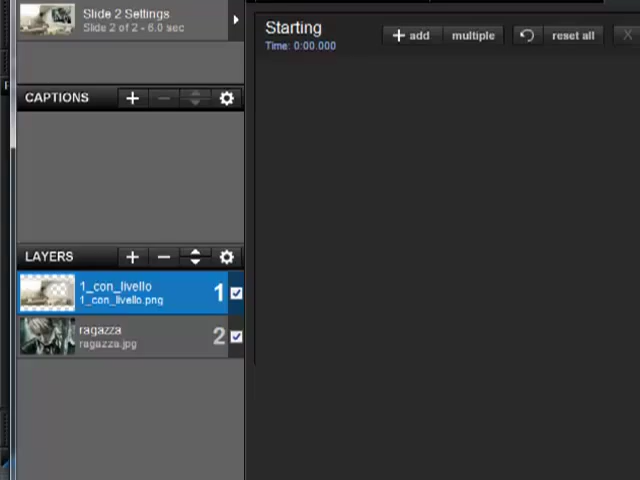 Slide 2 Settings
Slide 2 of 2 - 6.0 sec
Starting
Time: 0:00.000
add
multiple
reset all
X
CAPTIONS
LAYERS
1_con_livello
1_con_livello.png
1
ragazza
ragazza.jpg
2